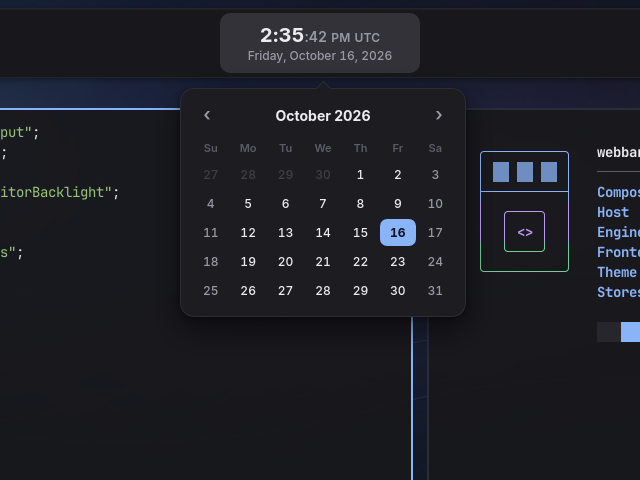 2:35:42 PM UTC
Friday, October 16, 2026
‹ October 2026 ›
Su Mo Tu We Th Fr Sa
27 28 29 30 1 2 3
4 5 6 7 8 9 10
11 12 13 14 15 16 17
18 19 20 21 22 23 24
25 26 27 28 29 30 31
put";
;
itorBacklight";
s";
<>
webbar
Compos
Host
Engine
Fronte
Theme
Stores